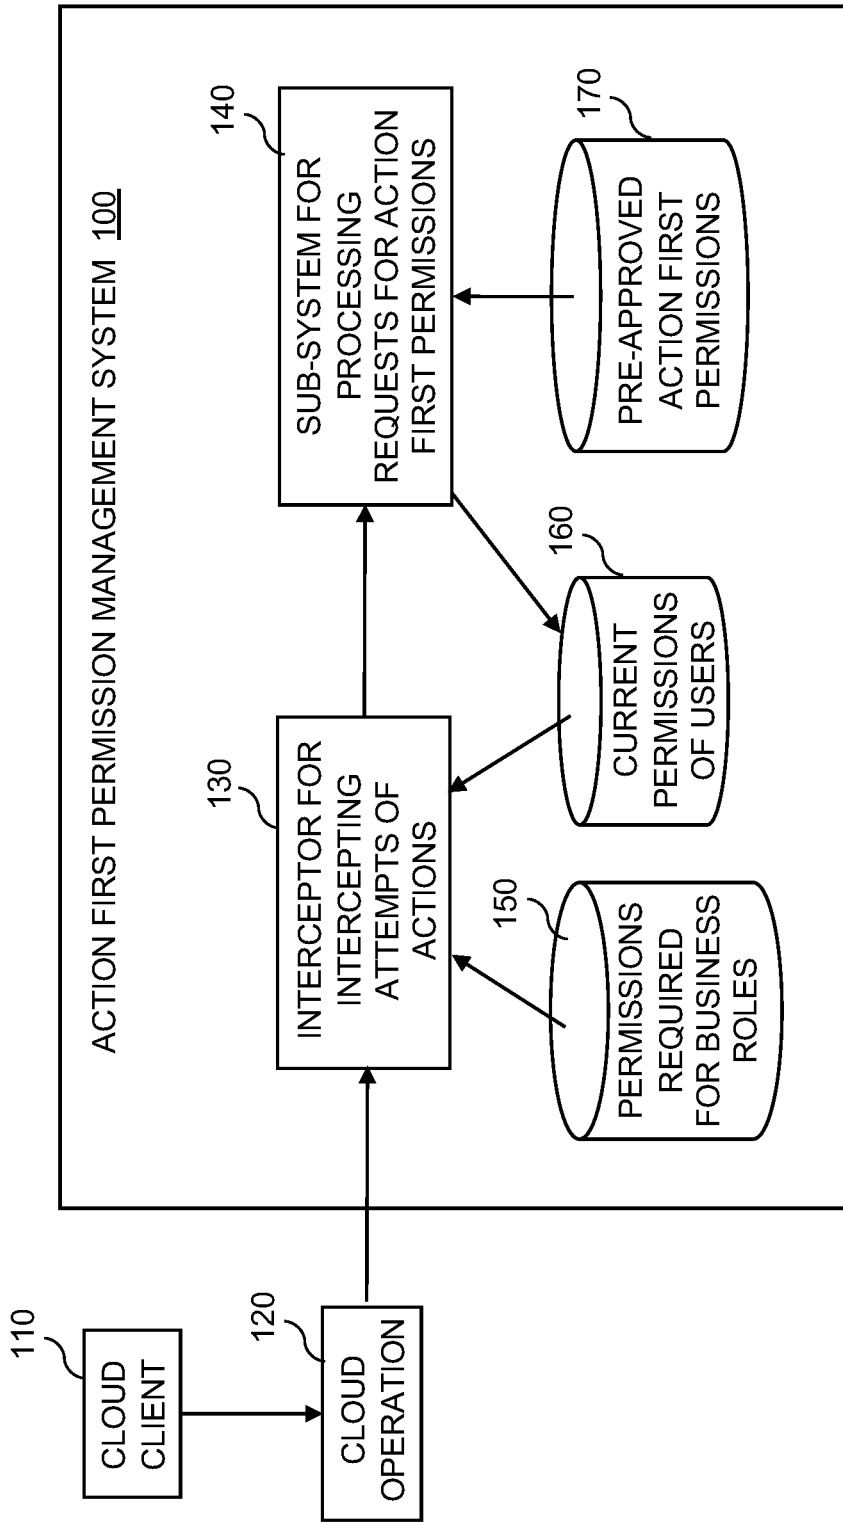 ACTION FIRST PERMISSION MANAGEMENT SYSTEM 100
110
CLOUD
CLIENT
120
CLOUD
OPERATION
130
INTERCEPTOR FOR
INTERCEPTING
ATTEMPTS OF
ACTIONS
140
SUB-SYSTEM FOR
PROCESSING
REQUESTS FOR ACTION
FIRST PERMISSIONS
150
PERMISSIONS
REQUIRED
FOR BUSINESS
ROLES
160
CURRENT
PERMISSIONS
OF USERS
170
PRE-APPROVED
ACTION FIRST
PERMISSIONS